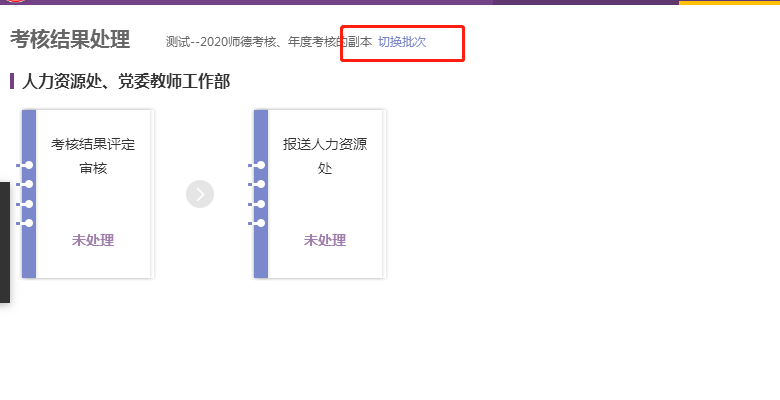 考核结果处理 测试--2020师德考核、年度考核的副本 切换批次
人力资源处、党委教师工作部
考核结果评定
审核
未处理
报送人力资源
处
未处理